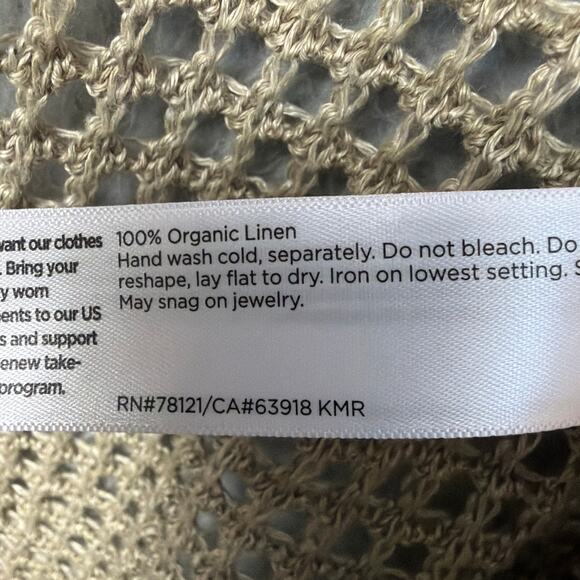 want our clothes
. Bring your
y worn
ents to our US
s and support
enew take-
program.
100% Organic Linen
Hand wash cold, separately. Do not bleach. Do
reshape, lay flat to dry. Iron on lowest setting. S
May snag on jewelry.
RN#78121/CA#63918 KMR